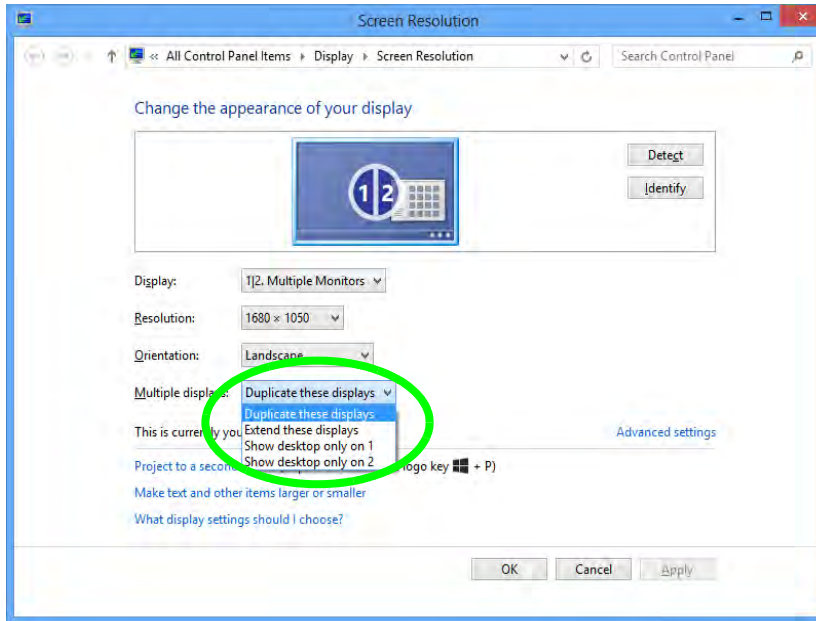 Screen Resolution
« All Control Panel Items Display Screen Resolution
Search Control Panel
Change the appearance of your display
1 2
Detect
Identify
Display: 1|2. Multiple Monitors
Resolution: 1680 × 1050
Orientation: Landscape
Multiple displays: Duplicate these displays
Duplicate these displays
Extend these displays
This is currently you
Advanced settings
Show desktop only on 1
Show desktop only on 2
Project to a second logo key + P)
Make text and other items larger or smaller
What display settings should I choose?
OK Cancel Apply